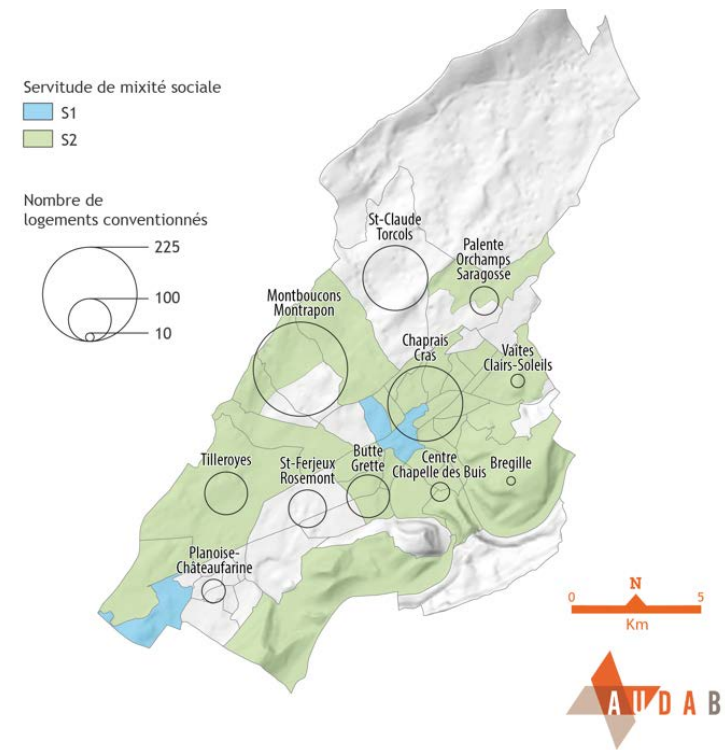 Servitude de mixité sociale
S1
S2
Nombre de
logements conventionnés
225
100
10
St-Claude
Torcols
Palente
Orchamps
Saragosse
Montboucons
Montrapon
Chaprais
Cras
Vaîtes
Clairs-Soleils
Tilleroyes
St-Ferjeux
Rosemont
Butte
Grette
Centre
Chapelle des Buis
Bregille
Planoise-
Châteaufarine
N
0
5
Km
AUDAB